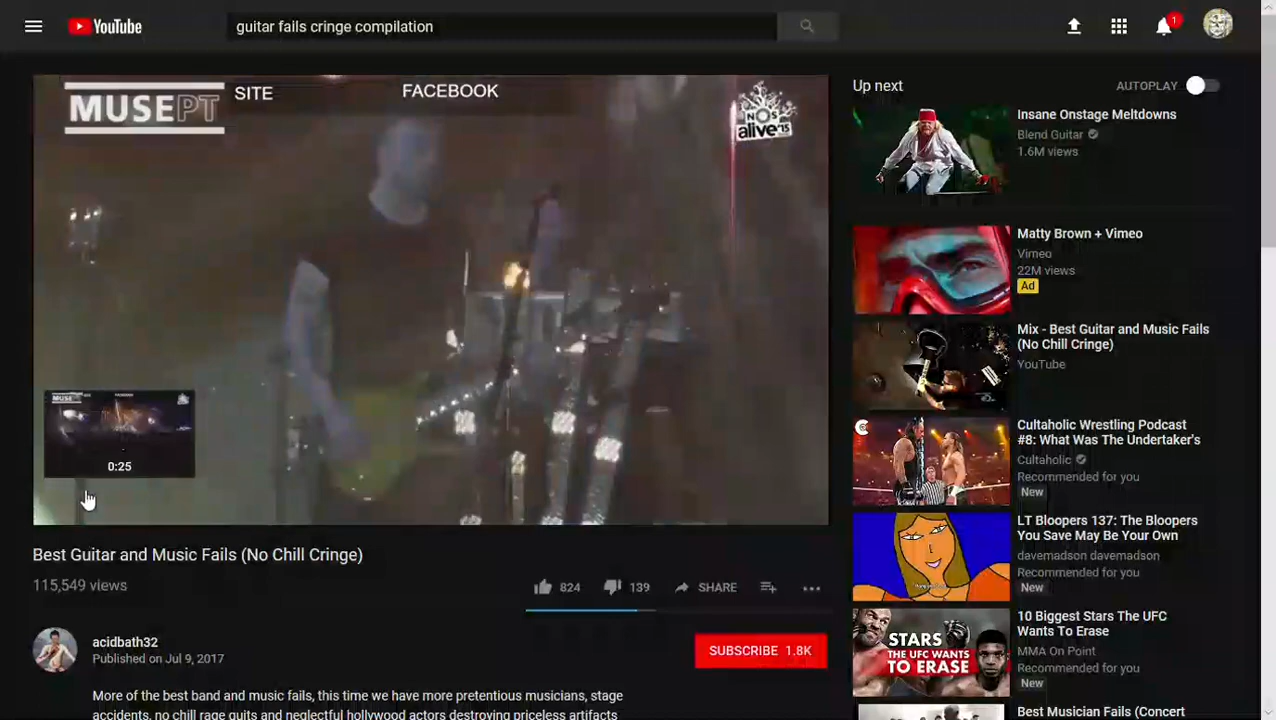 YouTube
guitar fails cringe compilation
1
MUSEPT
SITE
FACEBOOK
NOS
alive'15
0:25
Best Guitar and Music Fails (No Chill Cringe)
115,549 views
824
139
SHARE
acidbath32
Published on Jul 9, 2017
SUBSCRIBE 1.8K
More of the best band and music fails, this time we have more pretentious musicians, stage
accidents, no chill rage quits and neglectful hollywood actors destroying priceless artifacts
Up next
AUTOPLAY
Insane Onstage Meltdowns
Blend Guitar
1.6M views
Matty Brown + Vimeo
Vimeo
22M views
Ad
Mix - Best Guitar and Music Fails
(No Chill Cringe)
YouTube
Cultaholic Wrestling Podcast
#8: What Was The Undertaker's
Cultaholic
Recommended for you
New
LT Bloopers 137: The Bloopers
You Save May Be Your Own
davemadson davemadson
Recommended for you
New
STARS
THE UFC WANTS
TO ERASE
10 Biggest Stars The UFC
Wants To Erase
MMA On Point
Recommended for you
New
Best Musician Fails (Concert